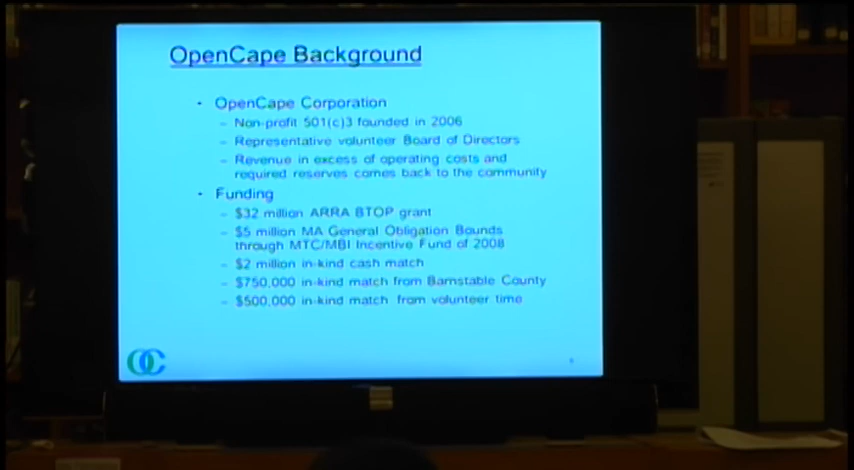 OpenCape Background
· OpenCape Corporation
– Non-profit 501(c)3 founded in 2006
– Representative volunteer Board of Directors
– Revenue in excess of operating costs and
required reserves comes back to the community
· Funding
– $32 million ARRA BTOP grant
– $5 million MA General Obligation Bounds
through MTC/MBI Incentive Fund of 2008
– $2 million in-kind cash match
– $750,000 in-kind match from Barnstable County
– $500,000 in-kind match from volunteer time
OC